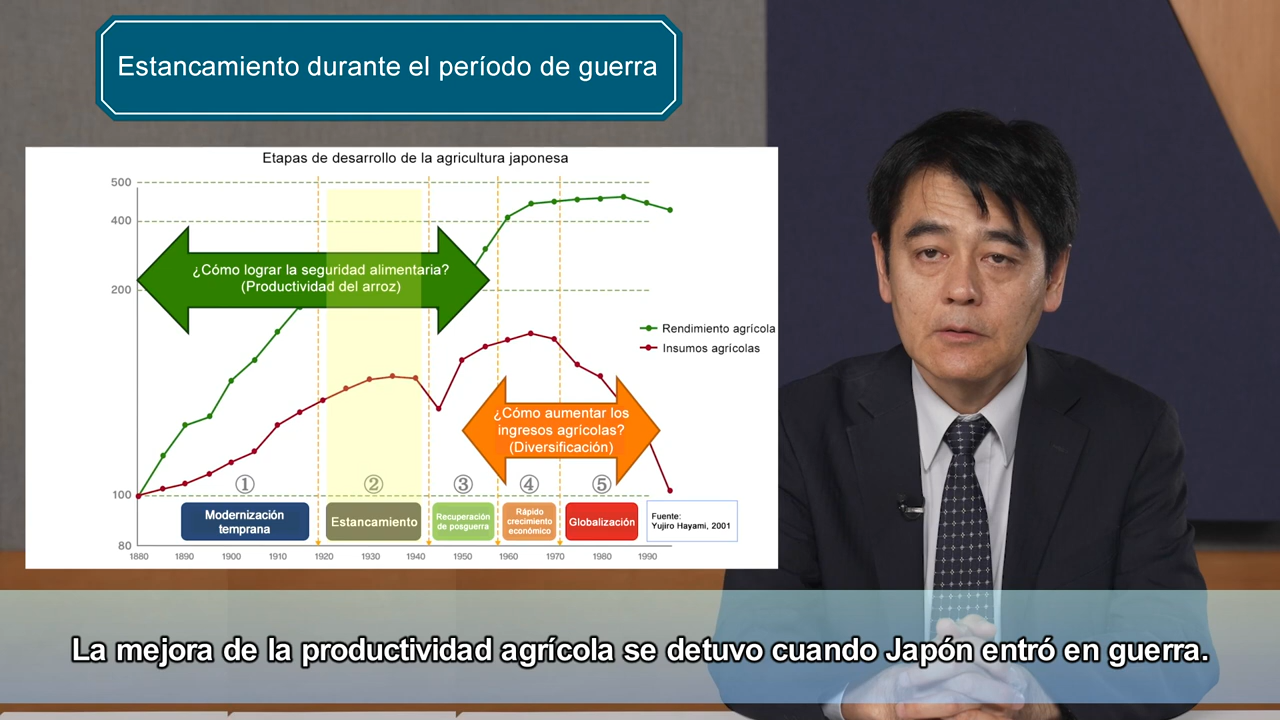 Estancamiento durante el período de guerra
Etapas de desarrollo de la agricultura japonesa
500
400
200
100
80
¿Cómo lograr la seguridad alimentaria?
(Productividad del arroz)
Rendimiento agrícola
Insumos agrícolas
¿Cómo aumentar los
ingresos agrícolas?
(Diversificación)
① ② ③ ④ ⑤
Modernización
temprana
Estancamiento
Recuperación
de posguerra
Rápido
crecimiento
económico
Globalización
Fuente:
Yujiro Hayami, 2001
1880 1890 1900 1910 1920 1930 1940 1950 1960 1970 1980 1990
La mejora de la productividad agrícola se detuvo cuando Japón entró en guerra.